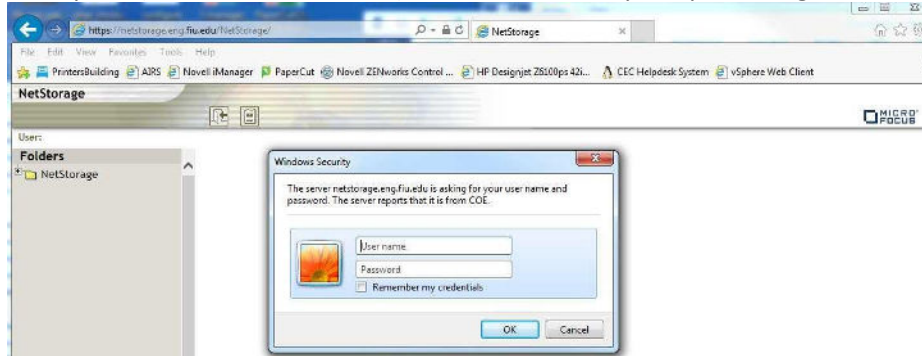 https://netstorage.eng.fiu.edu/NetStorage/
NetStorage
File Edit View Favorites Tools Help
PrintersBuilding AIRS Novell iManager PaperCut Novell ZENworks Control ... HP Designjet Z6100ps 42i... CEC Helpdesk System vSphere Web Client
NetStorage
MICRO FOCUS
User:
Folders
NetStorage
Windows Security
The server netstorage.eng.fiu.edu is asking for your user name and
password. The server reports that it is from COE.
User name
Password
Remember my credentials
OK Cancel